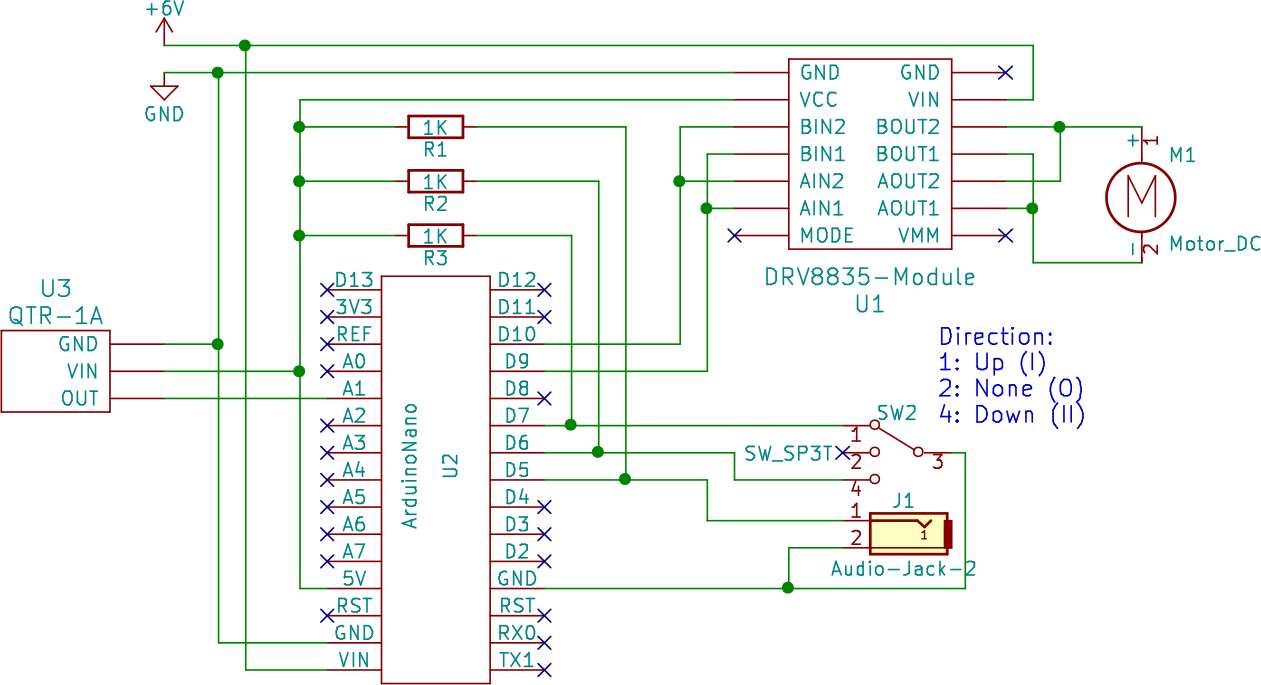 +6V
GND
1K
R1
1K
R2
1K
R3
GND
VCC
BIN2
BIN1
AIN2
AIN1
MODE
GND
VIN
BOUT2
BOUT1
AOUT2
AOUT1
VMM
DRV8835-Module
U1
+
1
M1
M
Motor_DC
-
2
U3
QTR-1A
GND
VIN
OUT
D13
3V3
REF
A0
A1
A2
A3
A4
A5
A6
A7
5V
RST
GND
VIN
ArduinoNano
U2
D12
D11
D10
D9
D8
D7
D6
D5
D4
D3
D2
GND
RST
RX0
TX1
Direction:
1: Up (I)
2: None (O)
4: Down (II)
SW2
SW_SP3T
1
2
4
3
J1
1
2
1
Audio-Jack-2